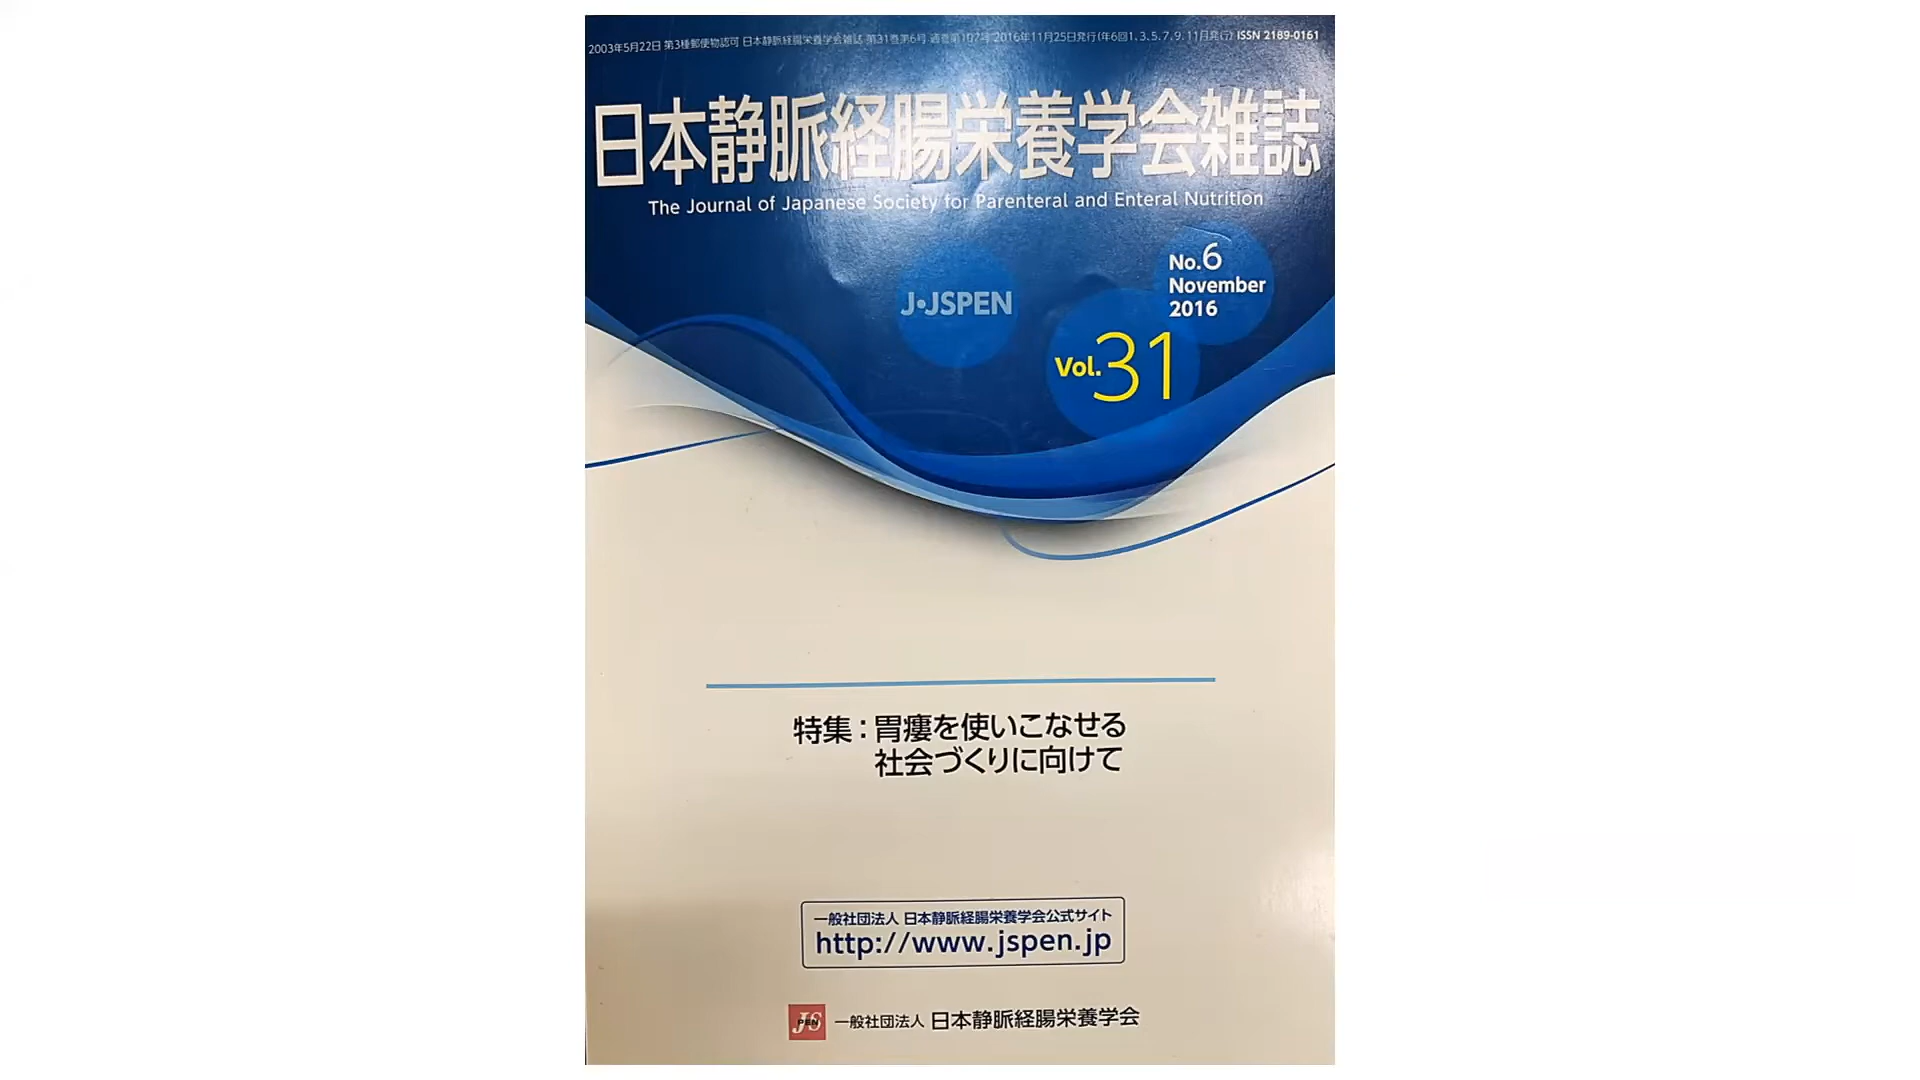 2003年5月22日 第3種郵便物認可 日本静脈経腸栄養学会雑誌 第31巻第6号 通巻第107号 2016年11月25日発行(年6回1、3、5、7、9、11月発行) ISSN 2189-0161
日本静脈経腸栄養学会雑誌
The Journal of Japanese Society for Parenteral and Enteral Nutrition
No.6
November
2016
J•JSPEN
Vol.31
特集：胃瘻を使いこなせる
社会づくりに向けて
一般社団法人 日本静脈経腸栄養学会公式サイト
http://www.jspen.jp
JS
PEN
一般社団法人 日本静脈経腸栄養学会